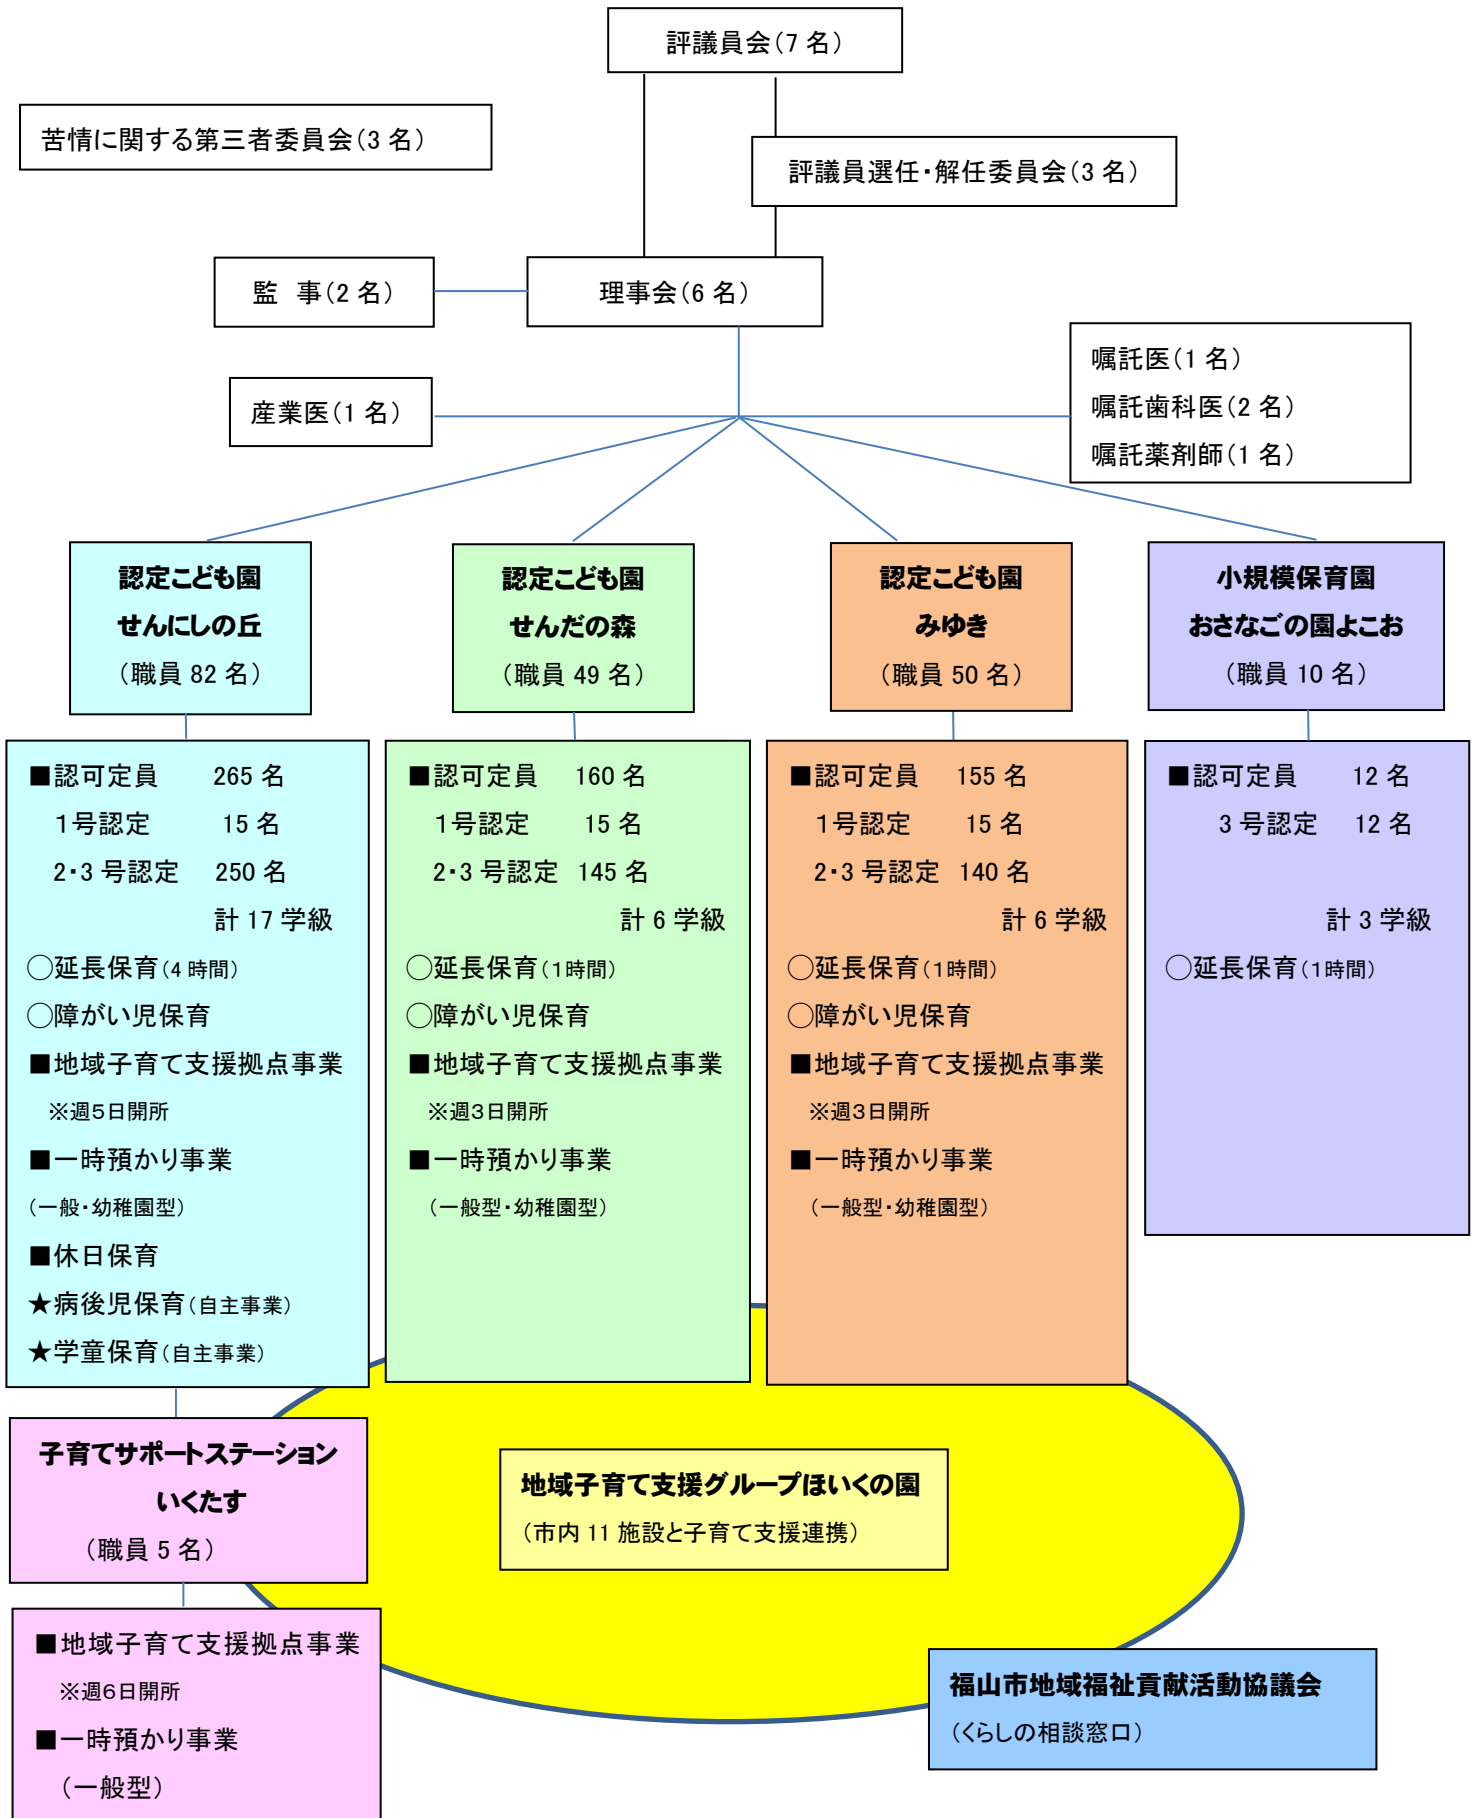 評議員会（7 名）
苦情に関する第三者委員会（3 名）
評議員選任・解任委員会（3 名）
監　事（2 名）
理事会（6 名）
産業医（1 名）
嘱託医（1 名）
嘱託歯科医（2 名）
嘱託薬剤師（1 名）
認定こども園
せんにしの丘
（職員 82 名）
認定こども園
せんだの森
（職員 49 名）
認定こども園
みゆき
（職員 50 名）
小規模保育園
おさなごの園よこお
（職員 10 名）
■認可定員　265 名
1号認定　15 名
2・3 号認定　250 名
計 17 学級
○延長保育（4 時間）
○障がい児保育
■地域子育て支援拠点事業
※週5日開所
■一時預かり事業
（一般・幼稚園型）
■休日保育
★病後児保育（自主事業）
★学童保育（自主事業）
■認可定員　160 名
1号認定　15 名
2・3 号認定　145 名
計 6 学級
○延長保育（1時間）
○障がい児保育
■地域子育て支援拠点事業
※週3日開所
■一時預かり事業
（一般型・幼稚園型）
■認可定員　155 名
1号認定　15 名
2・3 号認定　140 名
計 6 学級
○延長保育（1時間）
○障がい児保育
■地域子育て支援拠点事業
※週3日開所
■一時預かり事業
（一般型・幼稚園型）
■認可定員　12 名
3 号認定　12 名
計 3 学級
○延長保育（1時間）
子育てサポートステーション
いくたす
（職員 5 名）
■地域子育て支援拠点事業
※週6日開所
■一時預かり事業
（一般型）
地域子育て支援グループほいくの園
（市内 11 施設と子育て支援連携）
福山市地域福祉貢献活動協議会
（くらしの相談窓口）